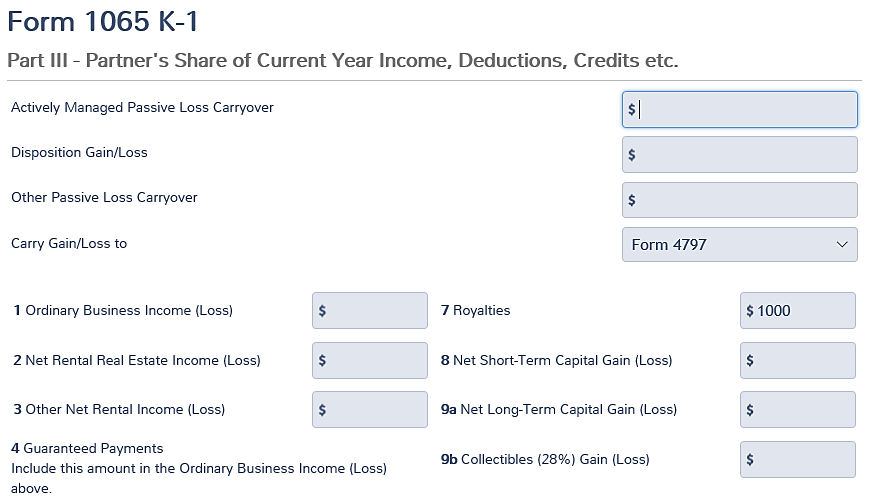 Form 1065 K-1
Part III - Partner's Share of Current Year Income, Deductions, Credits etc.
Actively Managed Passive Loss Carryover $
Disposition Gain/Loss $
Other Passive Loss Carryover $
Carry Gain/Loss to Form 4797
1 Ordinary Business Income (Loss) $ 7 Royalties $ 1000
2 Net Rental Real Estate Income (Loss) $ 8 Net Short-Term Capital Gain (Loss) $
3 Other Net Rental Income (Loss) $ 9a Net Long-Term Capital Gain (Loss) $
4 Guaranteed Payments
Include this amount in the Ordinary Business Income (Loss)
above.
9b Collectibles (28%) Gain (Loss) $